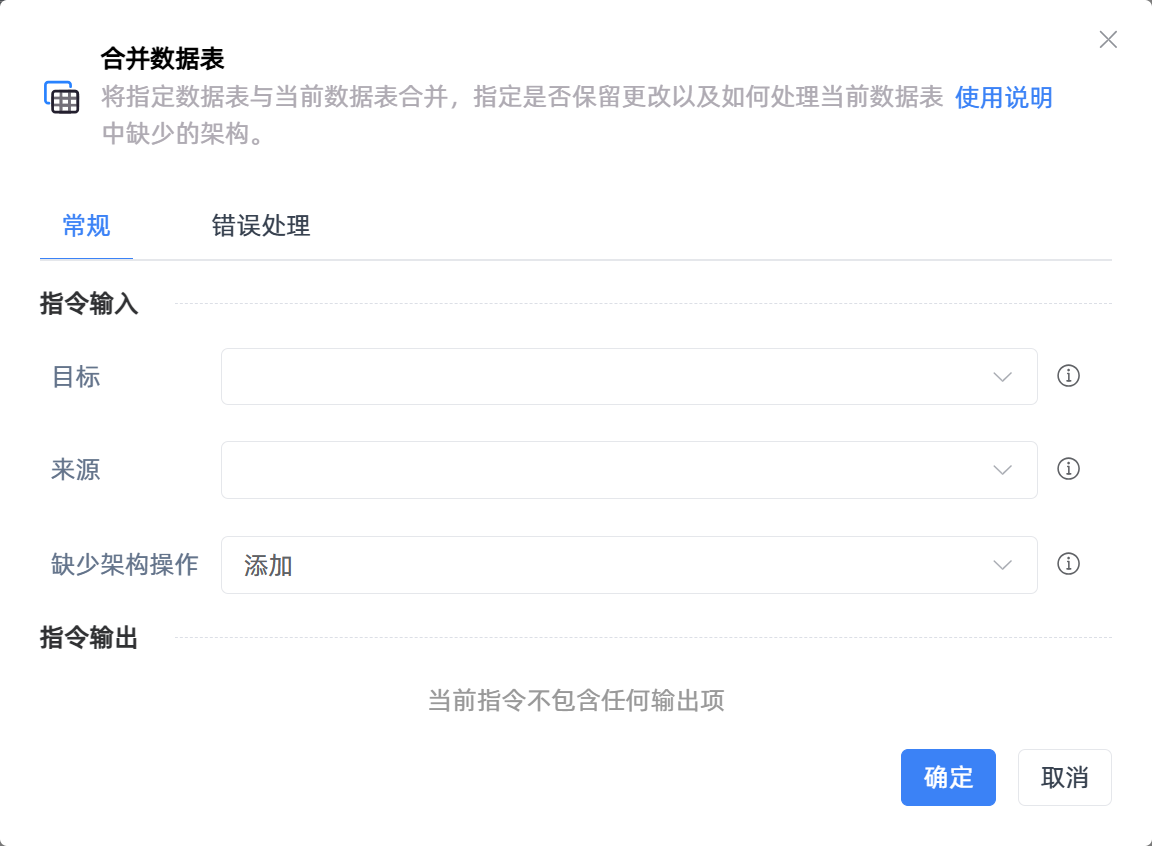 合并数据表
将指定数据表与当前数据表合并，指定是否保留更改以及如何处理当前数据表 使用说明
中缺少的架构。
常规 错误处理
指令输入
目标
来源
缺少架构操作 添加
指令输出
当前指令不包含任何输出项
确定 取消